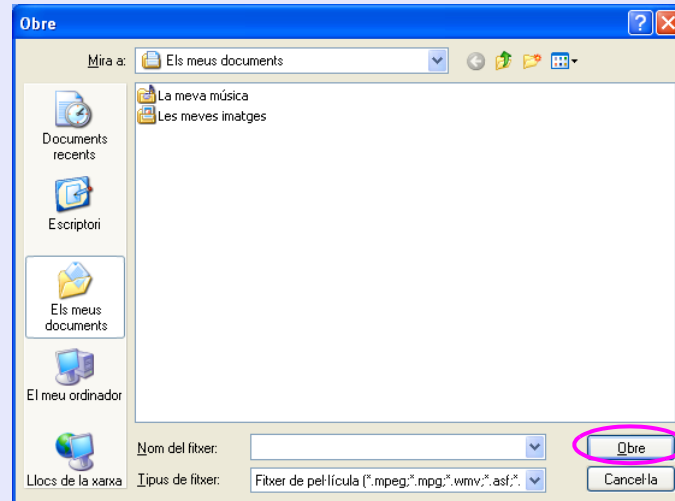 Obre
Mira a: Els meus documents
La meva música
Les meves imatges
Documents
recents
Escriptori
Els meus
documents
El meu ordinador
Llocs de la xarxa
Nom del fitxer:
Obre
Tipus de fitxer: Fitxer de pel·lícula (*.mpeg;*.mpg;*.wmv;*.asf;*.
Cancel·la